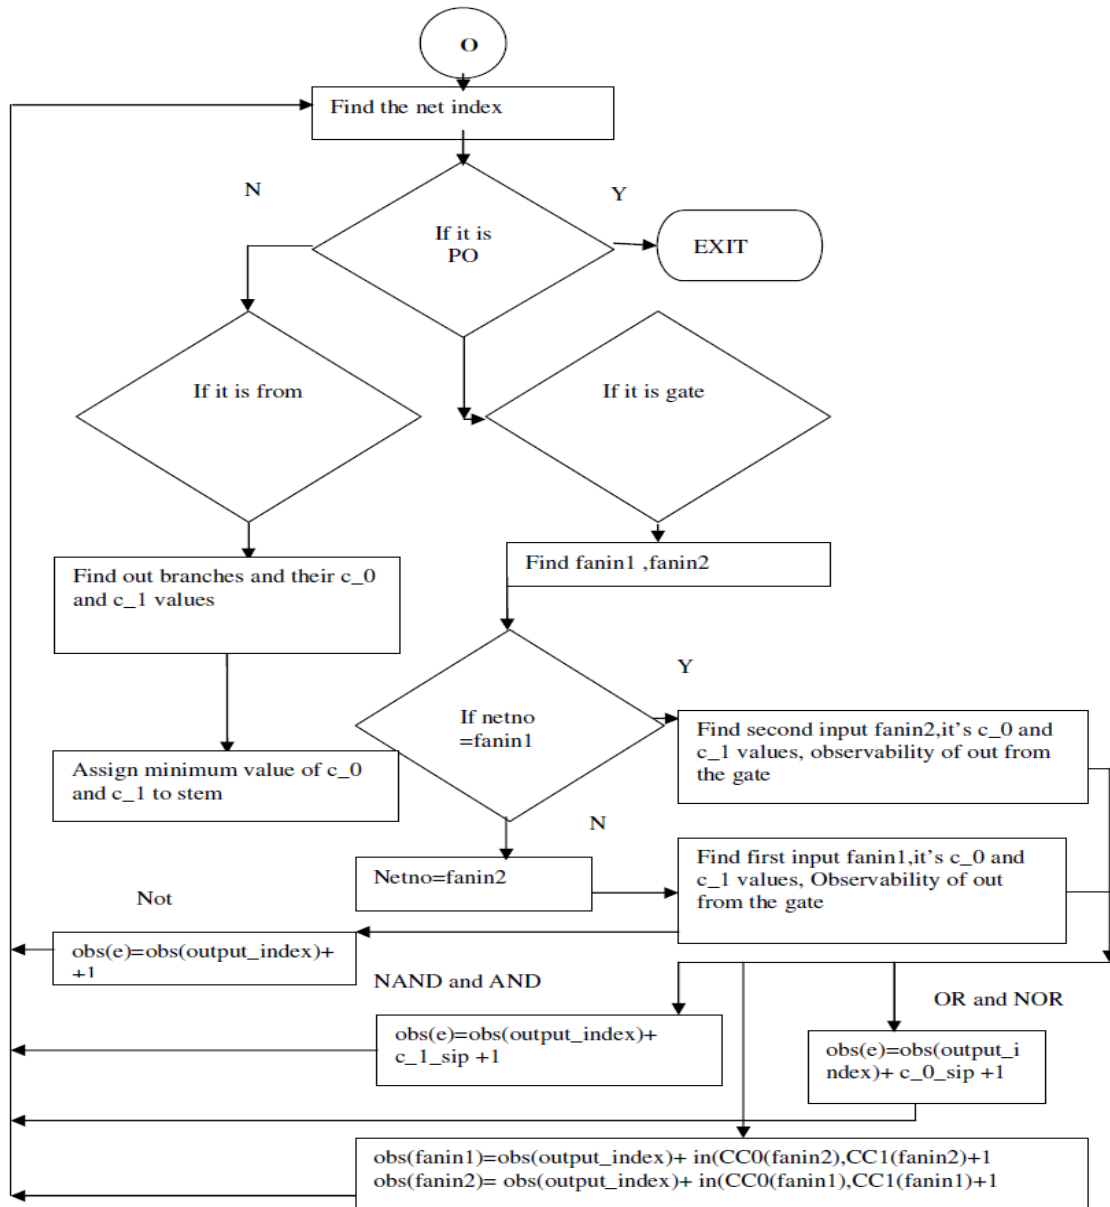 O
Find the net index
N
Y
If it is
PO
EXIT
If it is from
If it is gate
Find out branches and their c_0
and c_1 values
Find fanin1 ,fanin2
Y
If netno
=fanin1
Find second input fanin2,it's c_0 and
c_1 values, observability of out from
the gate
Assign minimum value of c_0
and c_1 to stem
N
Netno=fanin2
Find first input fanin1,it's c_0 and
c_1 values, Observability of out
from the gate
Not
obs(e)=obs(output_index)+
+1
NAND and AND
OR and NOR
obs(e)=obs(output_index)+
c_1_sip +1
obs(e)=obs(output_i
ndex)+ c_0_sip +1
obs(fanin1)=obs(output_index)+ in(CC0(fanin2),CC1(fanin2)+1
obs(fanin2)= obs(output_index)+ in(CC0(fanin1),CC1(fanin1)+1